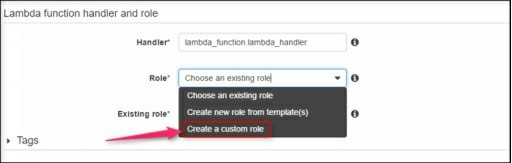 Lambda function handler and role
Handler* lambda_function.lambda_handler
Role* Choose an existing role
Choose an existing role
Existing role* Create new role from template(s)
Create a custom role
Tags